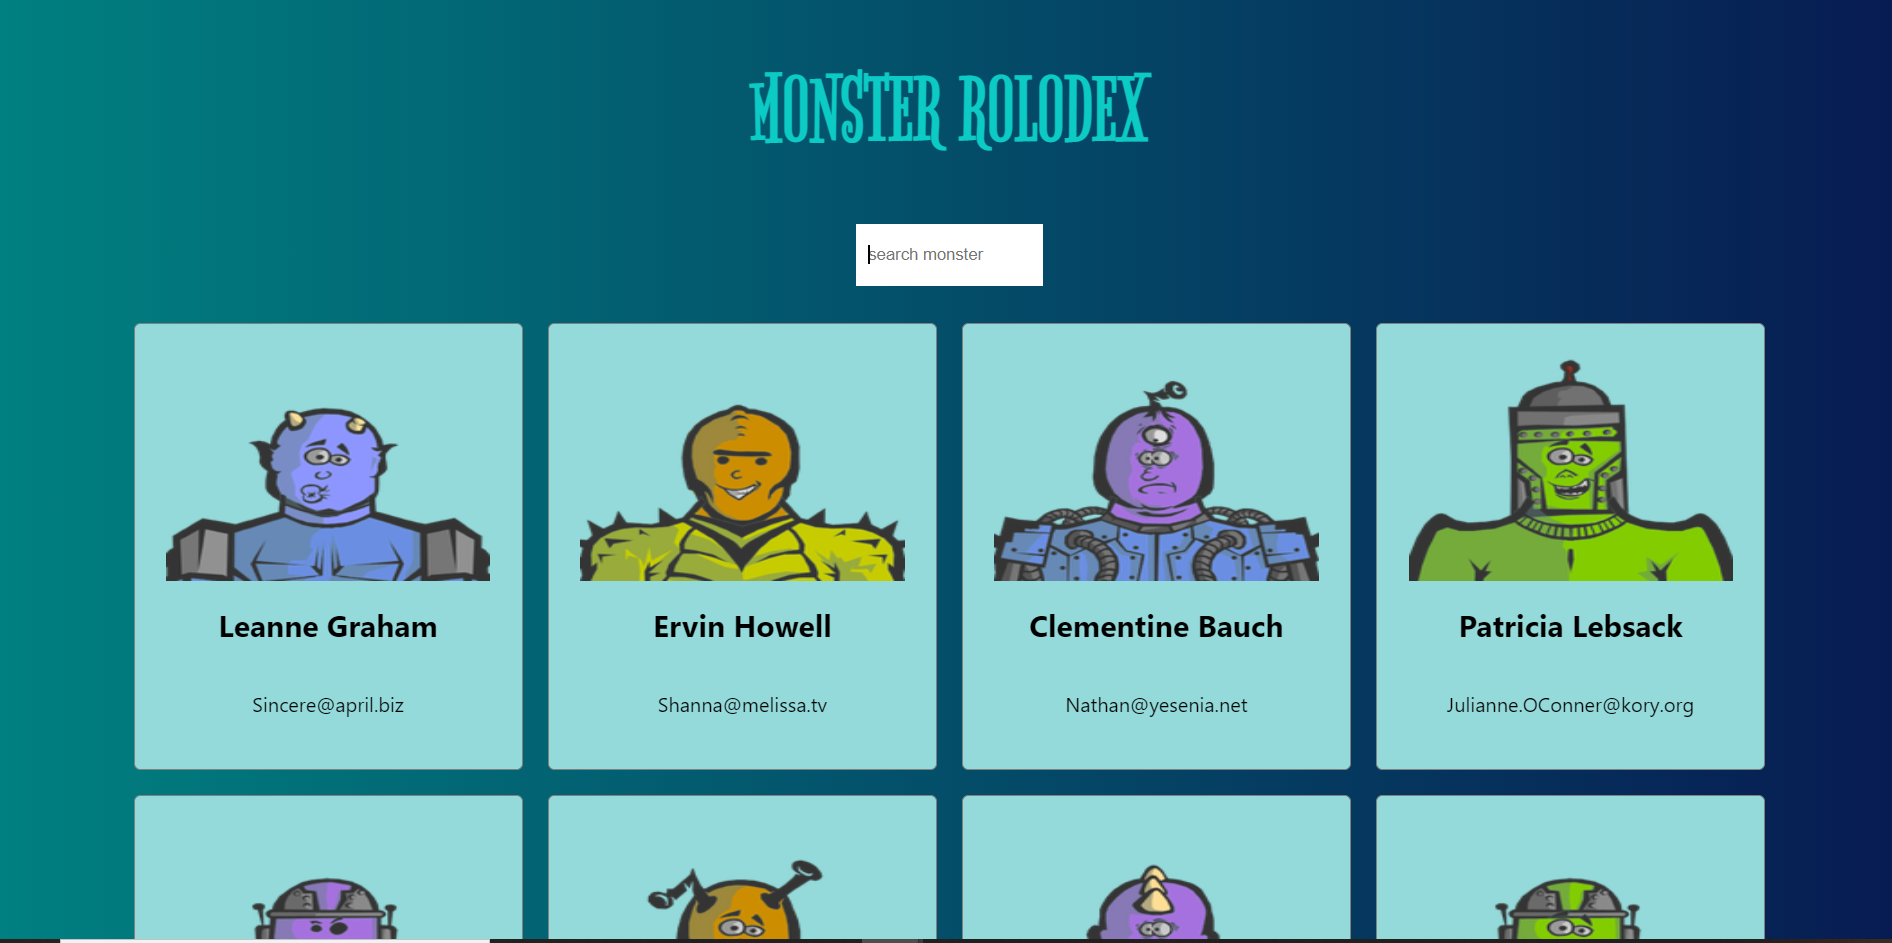 MONSTER ROLODEX
search monster
Leanne Graham
Ervin Howell
Clementine Bauch
Patricia Lebsack
Sincere@april.biz
Shanna@melissa.tv
Nathan@yesenia.net
Julianne.OConner@kory.org